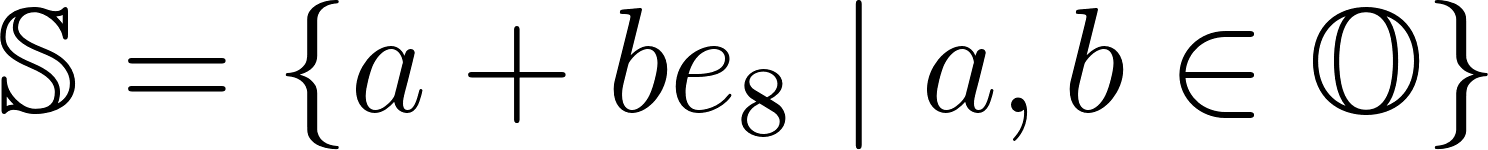 𝕊 = {a + be₈ | a, b ∈ 𝕆}